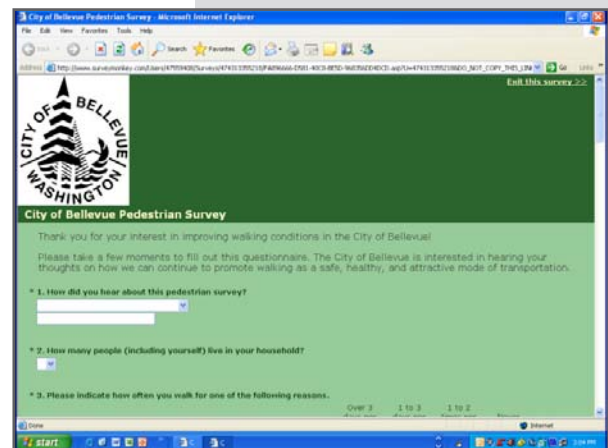 City of Bellevue Pedestrian Survey - Microsoft Internet Explorer
File Edit View Favorites Tools Help
Search Favorites
Address Go Links
Exit this survey >>
CITY OF BELLEVUE
WASHINGTON
City of Bellevue Pedestrian Survey
Thank you for your interest in improving walking conditions in the City of Bellevue!
Please take a few moments to fill out this questionnaire. The City of Bellevue is interested in hearing your
thoughts on how we can continue to promote walking as a safe, healthy, and attractive mode of transportation.
* 1. How did you hear about this pedestrian survey?
* 2. How many people (including yourself) live in your household?
* 3. Please indicate how often you walk for one of the following reasons.
Over 3 1 to 3 1 to 2
Done Internet
start